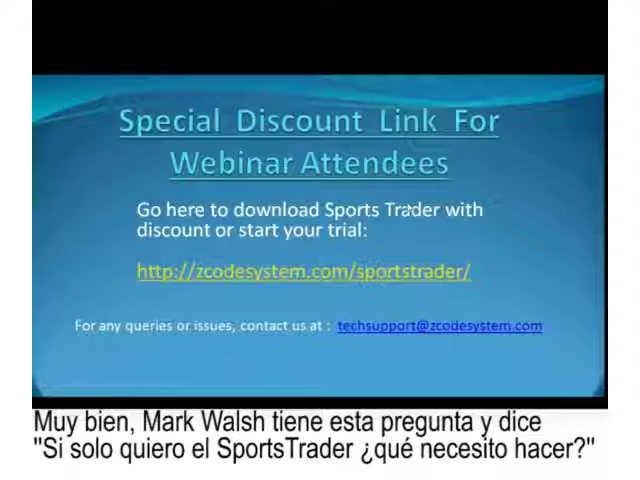 Special Discount Link For
Webinar Attendees
Go here to download Sports Trader with
discount or start your trial:
http://zcodesystem.com/sportstrader/
For any queries or issues, contact us at : techsupport@zcodesystem.com
Muy bien, Mark Walsh tiene esta pregunta y dice
"Si solo quiero el SportsTrader ¿qué necesito hacer?"